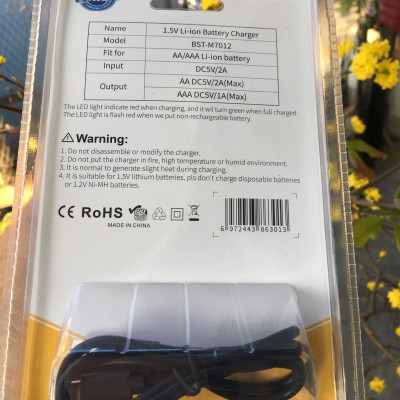 Name 1.5V Li-ion Battery Charger
Model BST-M7012
Fit for AA/AAA Li-ion battery
Input DC5V/2A
Output AA DC5V/2A(Max)
AAA DC5V/1A(Max)
The LED light indicate red when charging, and it wil turn green when full charged.
The LED light is flash red when we put non-rechargeable battery.
Warning:
1. Do not disassemble or modify the charger.
2. Do not put the charger in fire, high temperature or humid environment.
3. It is normal to generate slight heat during charging.
4. It is suitable for 1.5V lithium batteries, pls don't charge disposable batteries
or 1.2V Ni-MH batteries.
CE RoHS
MADE IN CHINA
6 972443 863013